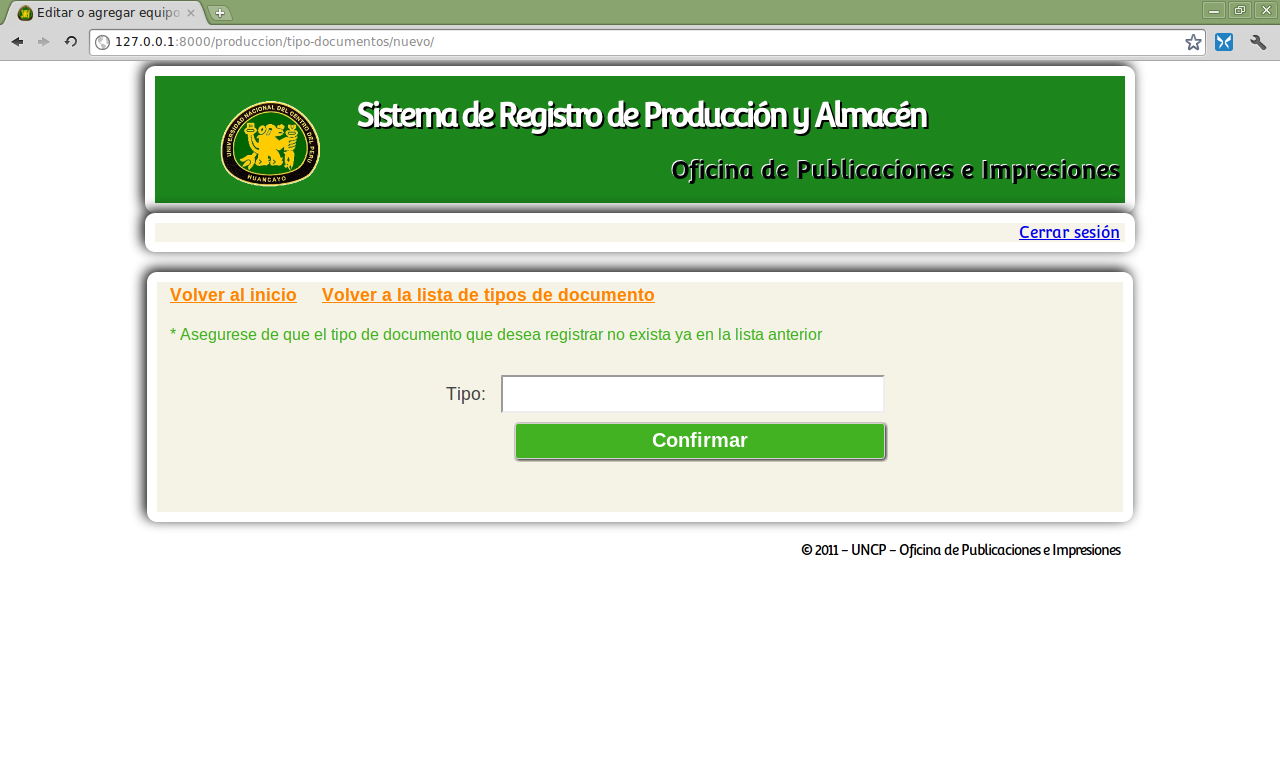 Editar o agregar equipo
127.0.0.1:8000/produccion/tipo-documentos/nuevo/
UNIVERSIDAD NACIONAL DEL CENTRO DEL PERU
HUANCAYO
Sistema de Registro de Producción y Almacén
Oficina de Publicaciones e Impresiones
Cerrar sesión
Volver al inicio Volver a la lista de tipos de documento
* Asegurese de que el tipo de documento que desea registrar no exista ya en la lista anterior
Tipo:
Confirmar
© 2011 – UNCP – Oficina de Publicaciones e Impresiones